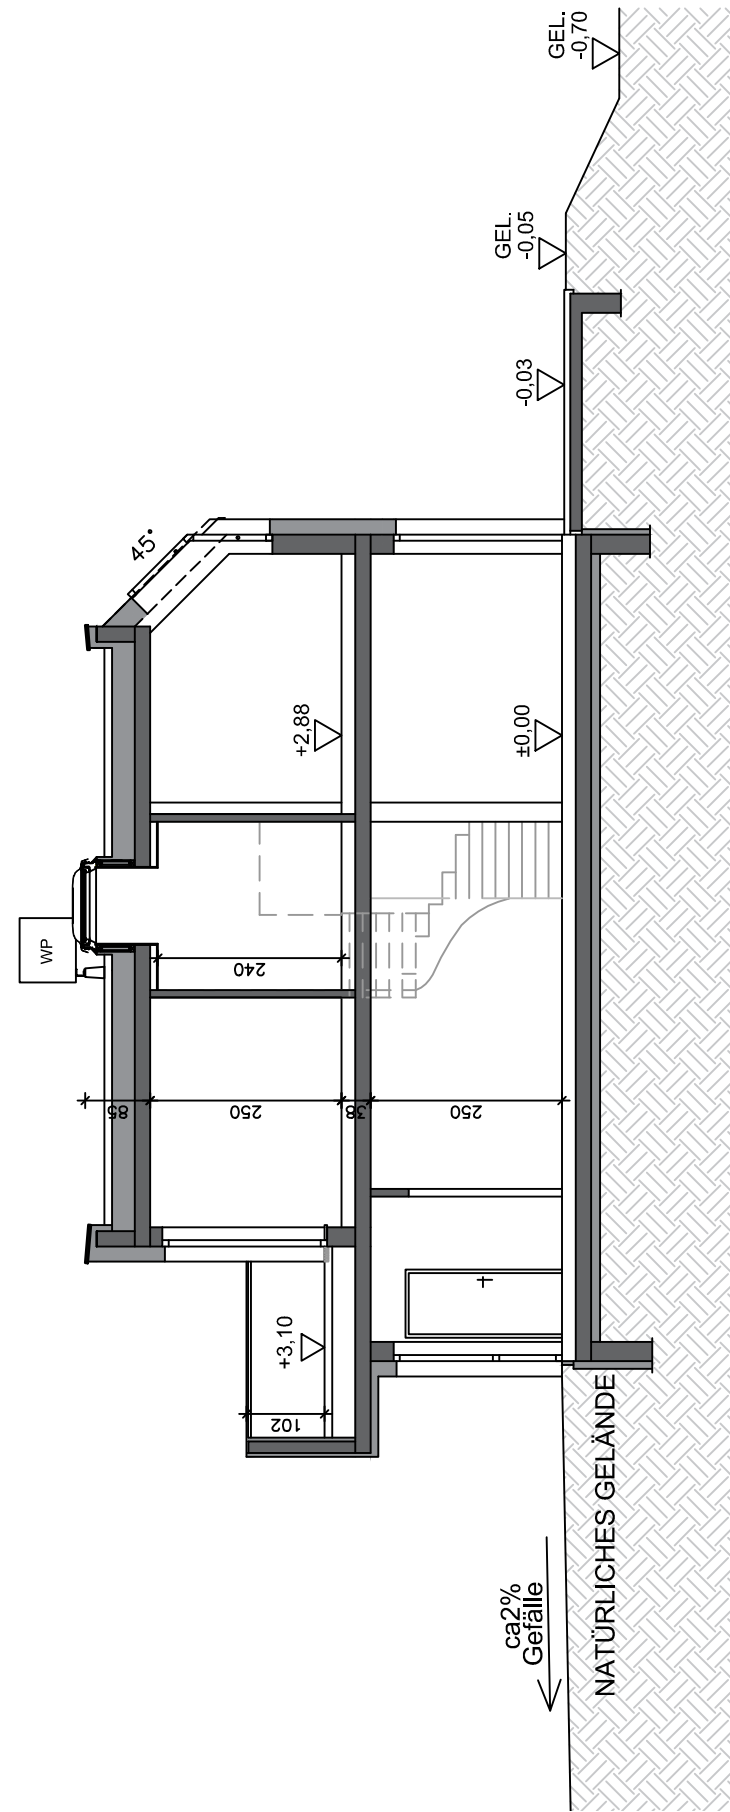 WP
45°
85
250
240
+2,88
250
38
250
±0,00
+3,10
102
-0,03
GEL.
-0,05
GEL.
-0,70
ca2%
Gefälle
NATÜRLICHES GELÄNDE